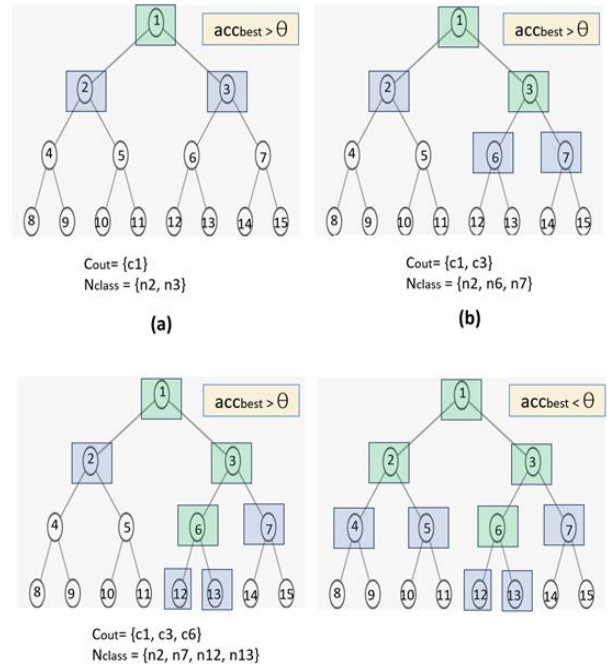 1
accbest > Θ
2
3
4
5
6
7
8 9 10 11 12 13 14 15
Cout= {c1}
Nclass = {n2, n3}
(a)
1
accbest > Θ
2
3
4
5
6
7
8 9 10 11 12 13 14 15
Cout= {c1, c3}
Nclass = {n2, n6, n7}
(b)
1
accbest > Θ
2
3
4
5
6
7
8 9 10 11 12 13 14 15
Cout= {c1, c3, c6}
Nclass = {n2, n7, n12, n13}
1
accbest < Θ
2
3
4
5
6
7
8 9 10 11 12 13 14 15